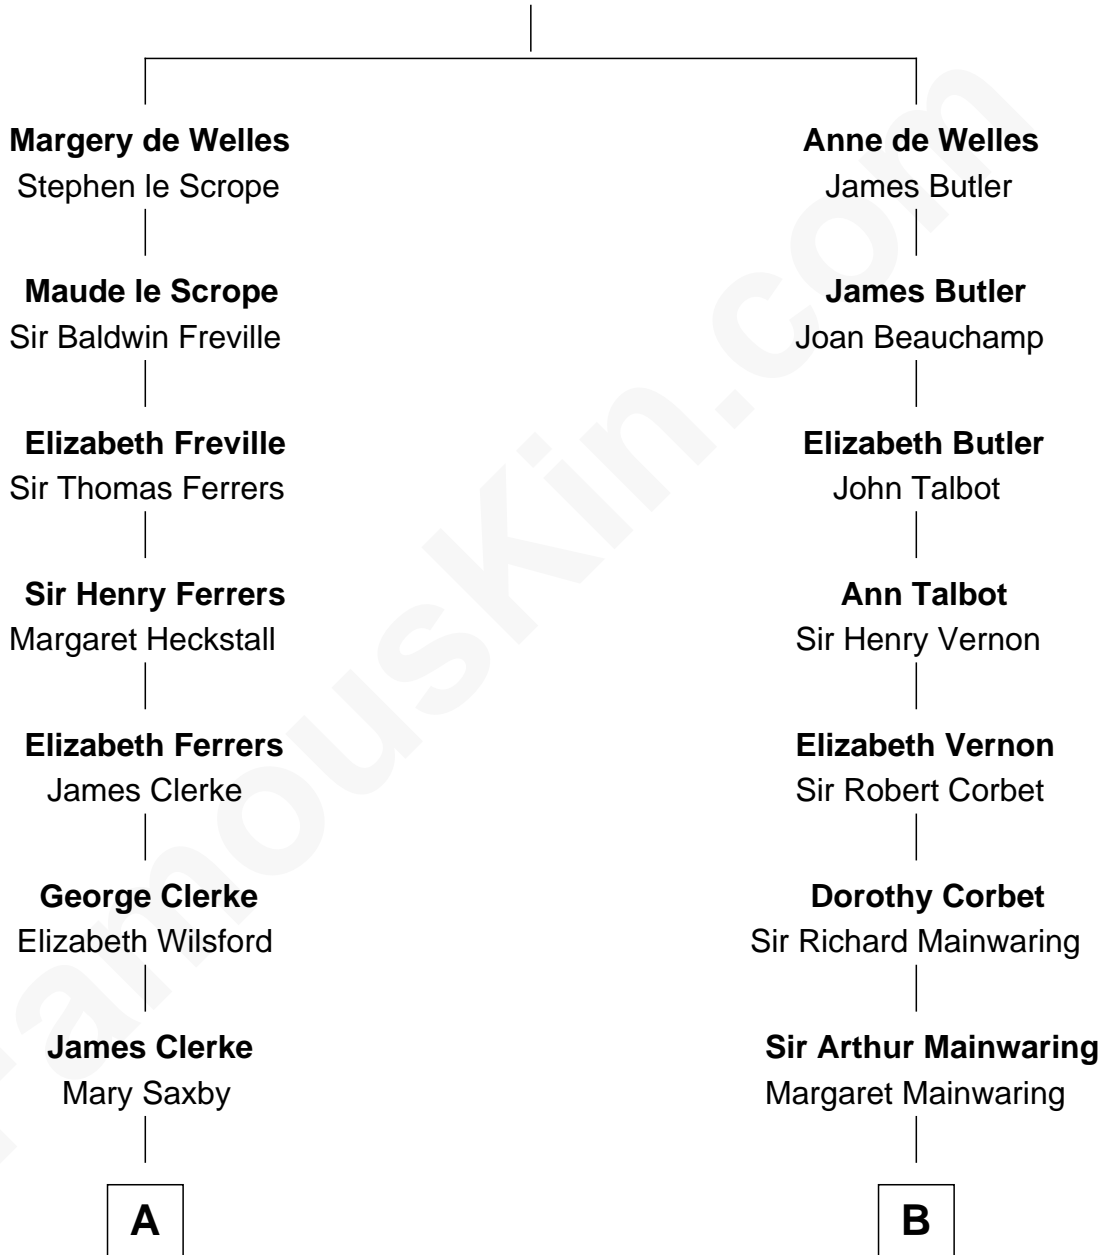 Margery de Welles
Stephen le Scrope
Maude le Scrope
Sir Baldwin Freville
Elizabeth Freville
Sir Thomas Ferrers
Sir Henry Ferrers
Margaret Heckstall
Elizabeth Ferrers
James Clerke
George Clerke
Elizabeth Wilsford
James Clerke
Mary Saxby
A
Anne de Welles
James Butler
James Butler
Joan Beauchamp
Elizabeth Butler
John Talbot
Ann Talbot
Sir Henry Vernon
Elizabeth Vernon
Sir Robert Corbet
Dorothy Corbet
Sir Richard Mainwaring
Sir Arthur Mainwaring
Margaret Mainwaring
B
FamousKin.com